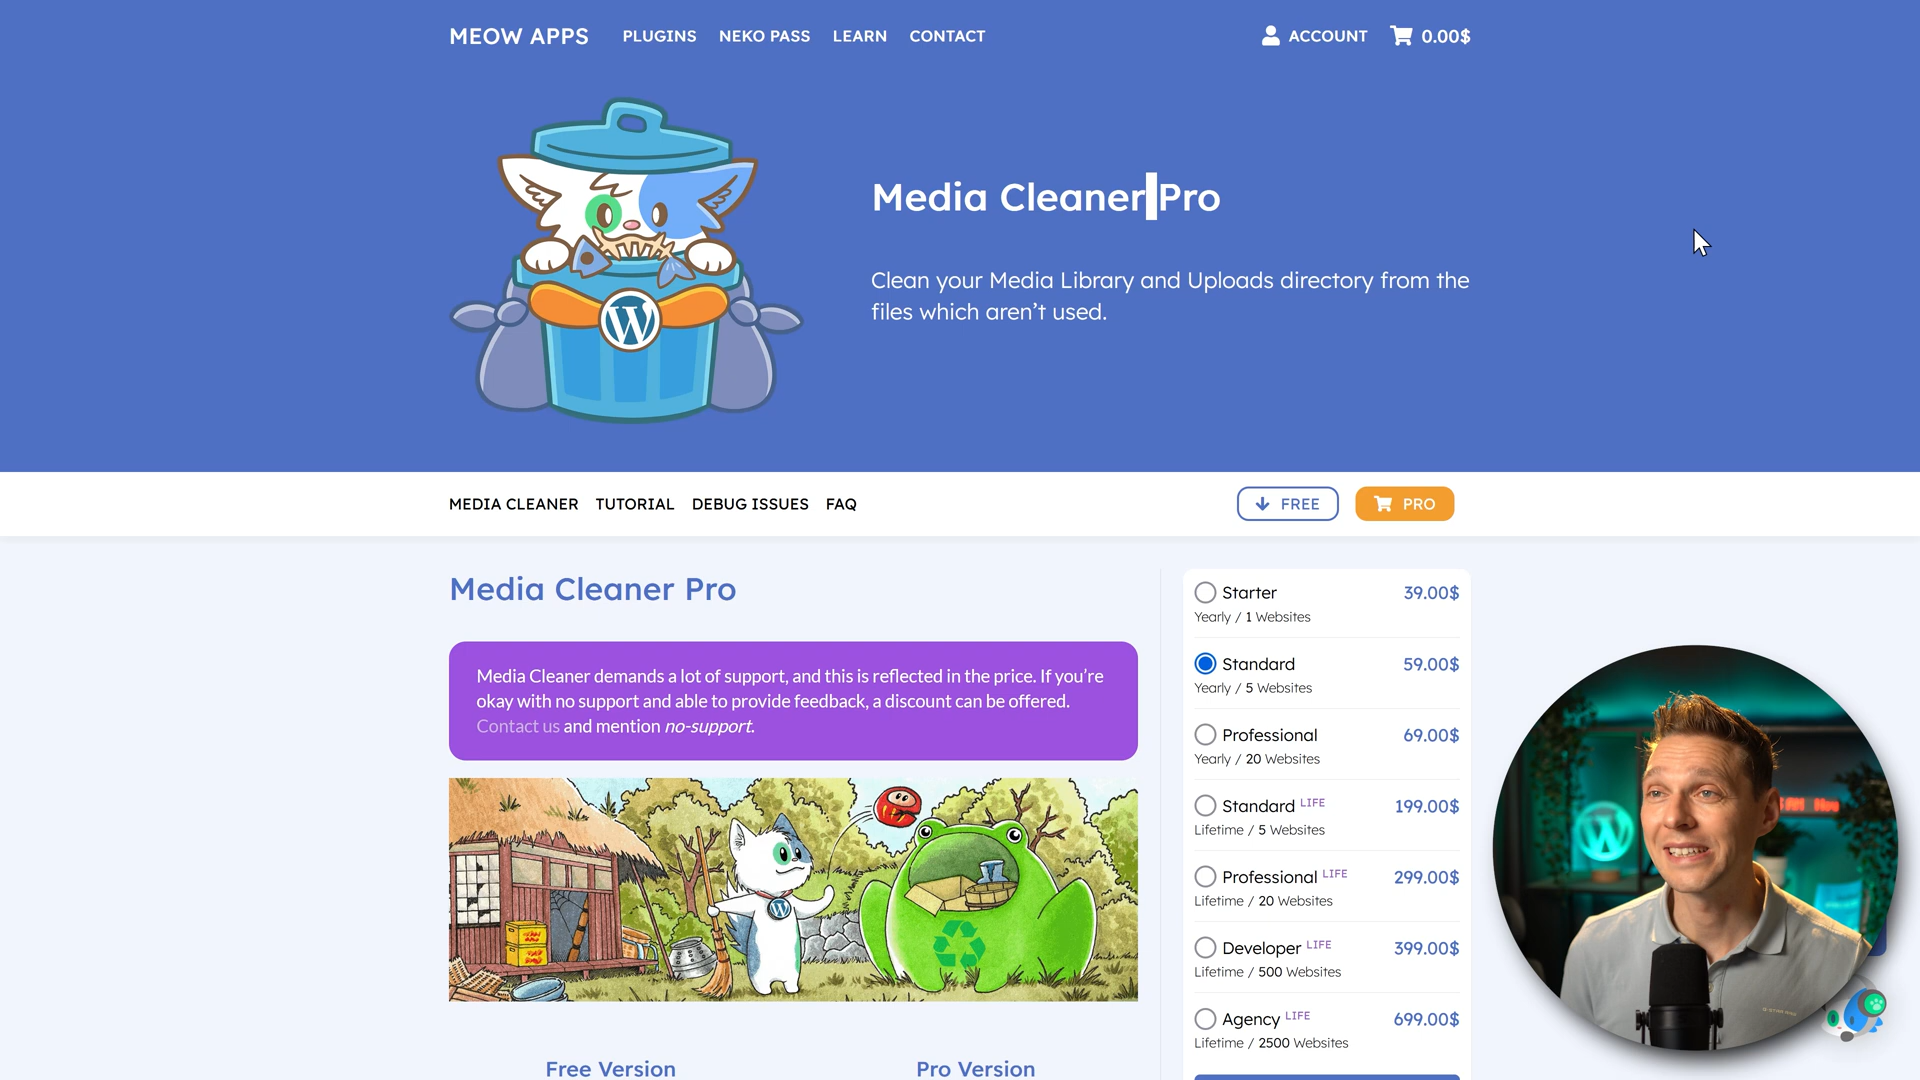 MEOW APPS PLUGINS NEKO PASS LEARN CONTACT ACCOUNT 0.00$
Media Cleaner Pro
Clean your Media Library and Uploads directory from the
files which aren’t used.
MEDIA CLEANER TUTORIAL DEBUG ISSUES FAQ FREE PRO
Media Cleaner Pro
Media Cleaner demands a lot of support, and this is reflected in the price. If you’re
okay with no support and able to provide feedback, a discount can be offered.
Contact us and mention no-support.
Free Version
Pro Version
Starter 39.00$
Yearly / 1 Websites
Standard 59.00$
Yearly / 5 Websites
Professional 69.00$
Yearly / 20 Websites
Standard LIFE 199.00$
Lifetime / 5 Websites
Professional LIFE 299.00$
Lifetime / 20 Websites
Developer LIFE 399.00$
Lifetime / 500 Websites
Agency LIFE 699.00$
Lifetime / 2500 Websites